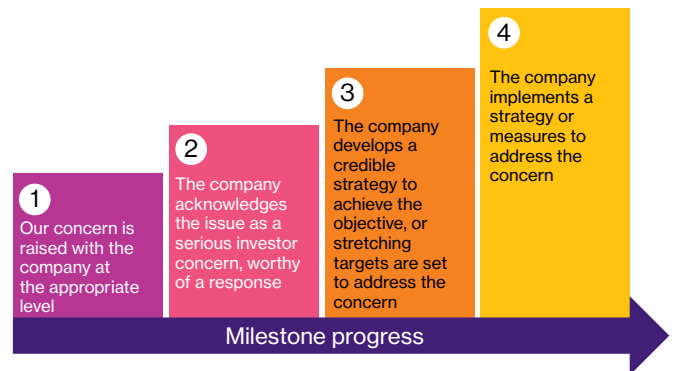 1
Our concern is
raised with the
company at
the appropriate
level
2
The company
acknowledges
the issue as a
serious investor
concern, worthy
of a response
3
The company
develops a
credible
strategy to
achieve the
objective, or
stretching
targets are set
to address the
concern
4
The company
implements a
strategy or
measures to
address the
concern
Milestone progress